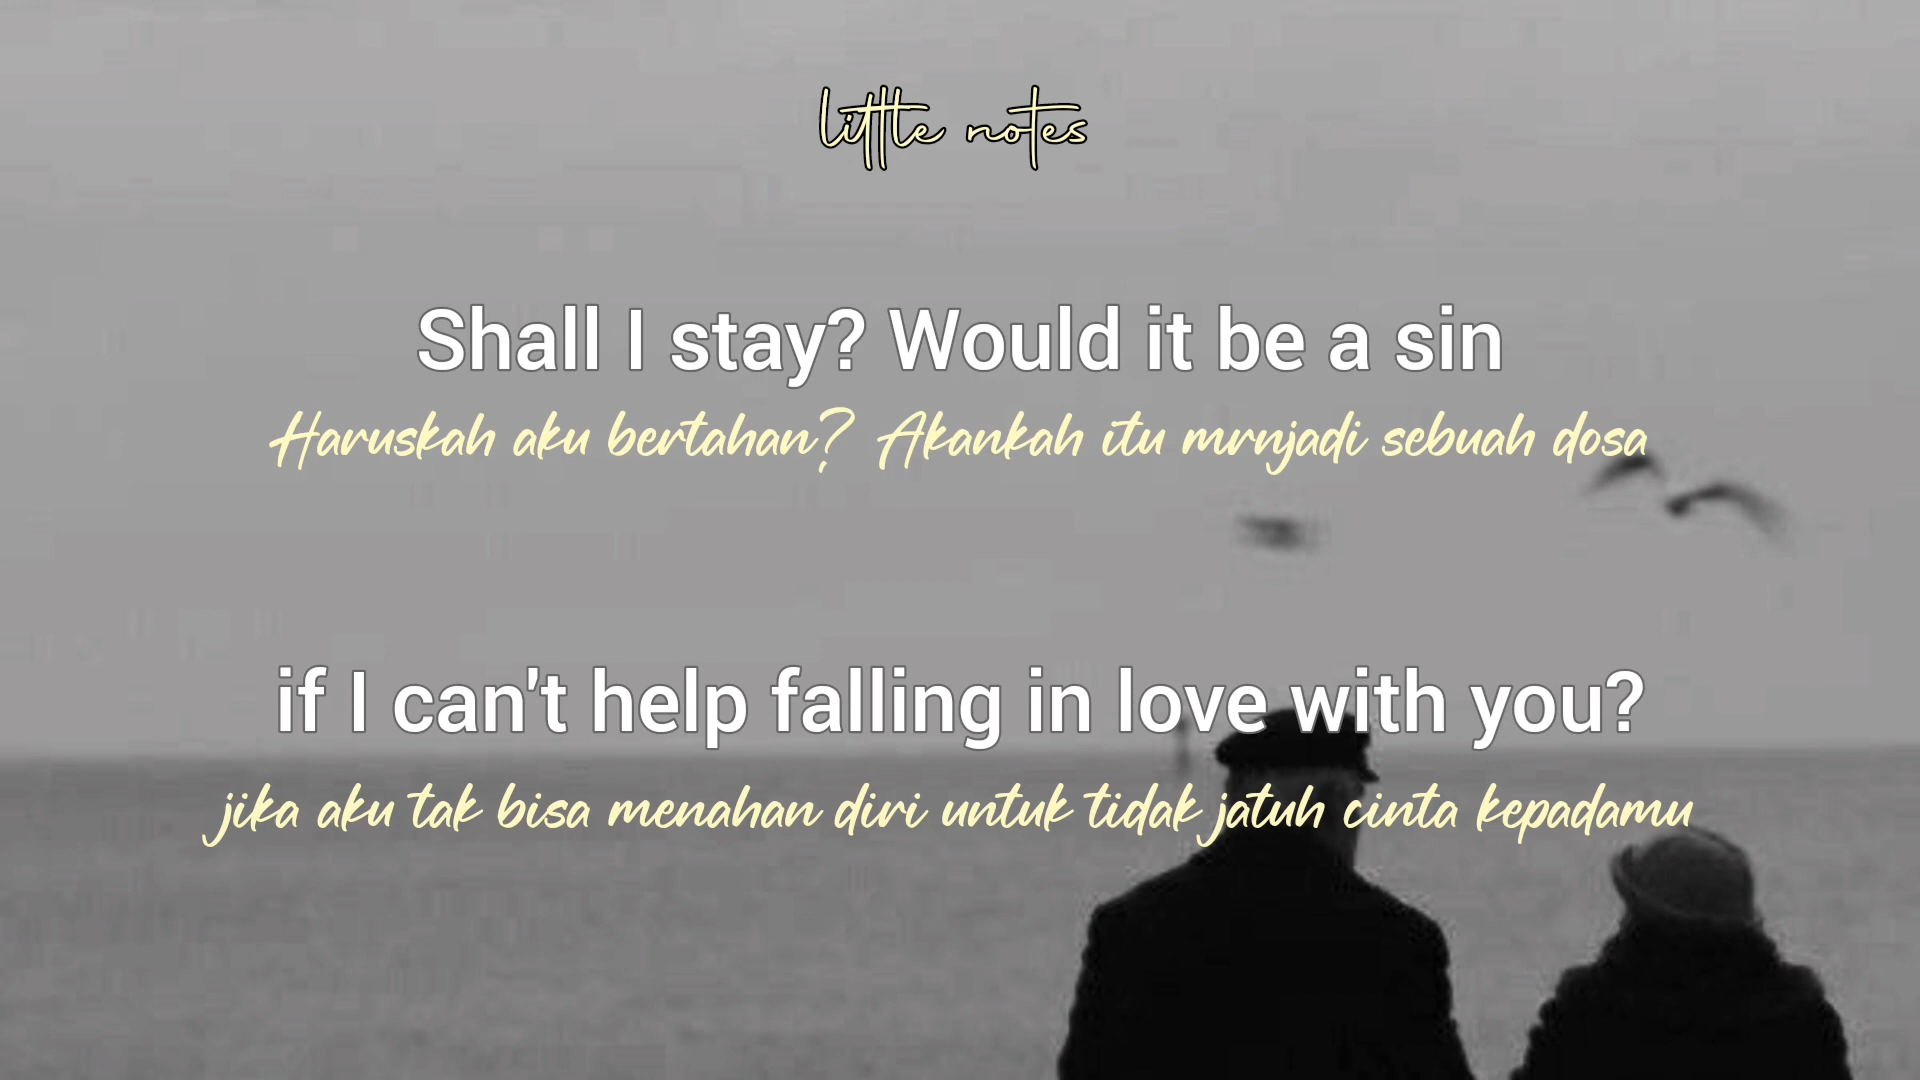 little notes
Shall I stay? Would it be a sin
Haruskah aku bertahan? Akankah itu mrnjadi sebuah dosa
if I can't help falling in love with you?
jika aku tak bisa menahan diri untuk tidak jatuh cinta kepadamu